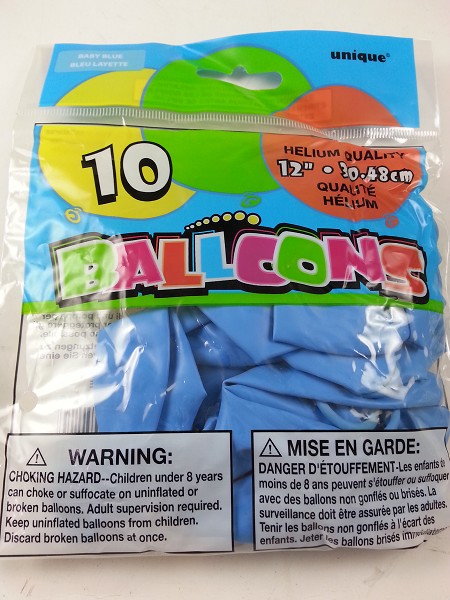 BABY BLUE
BLEU LAYETTE
unique®
10
HELIUM QUALITY
12" • 30.48cm
QUALITÉ
HÉLIUM
BALLOONS
WARNING:
CHOKING HAZARD--Children under 8 years
can choke or suffocate on uninflated or
broken balloons. Adult supervision required.
Keep uninflated balloons from children.
Discard broken balloons at once.
MISE EN GARDE:
DANGER D'ÉTOUFFEMENT-Les enfants de
moins de 8 ans peuvent s'étouffer ou suffoquer
avec des ballons non gonflés ou brisés. La
surveillance doit être assurée par les adultes.
Tenir les ballons non gonflés à l'écart des
enfants. Jeter les ballons brisés